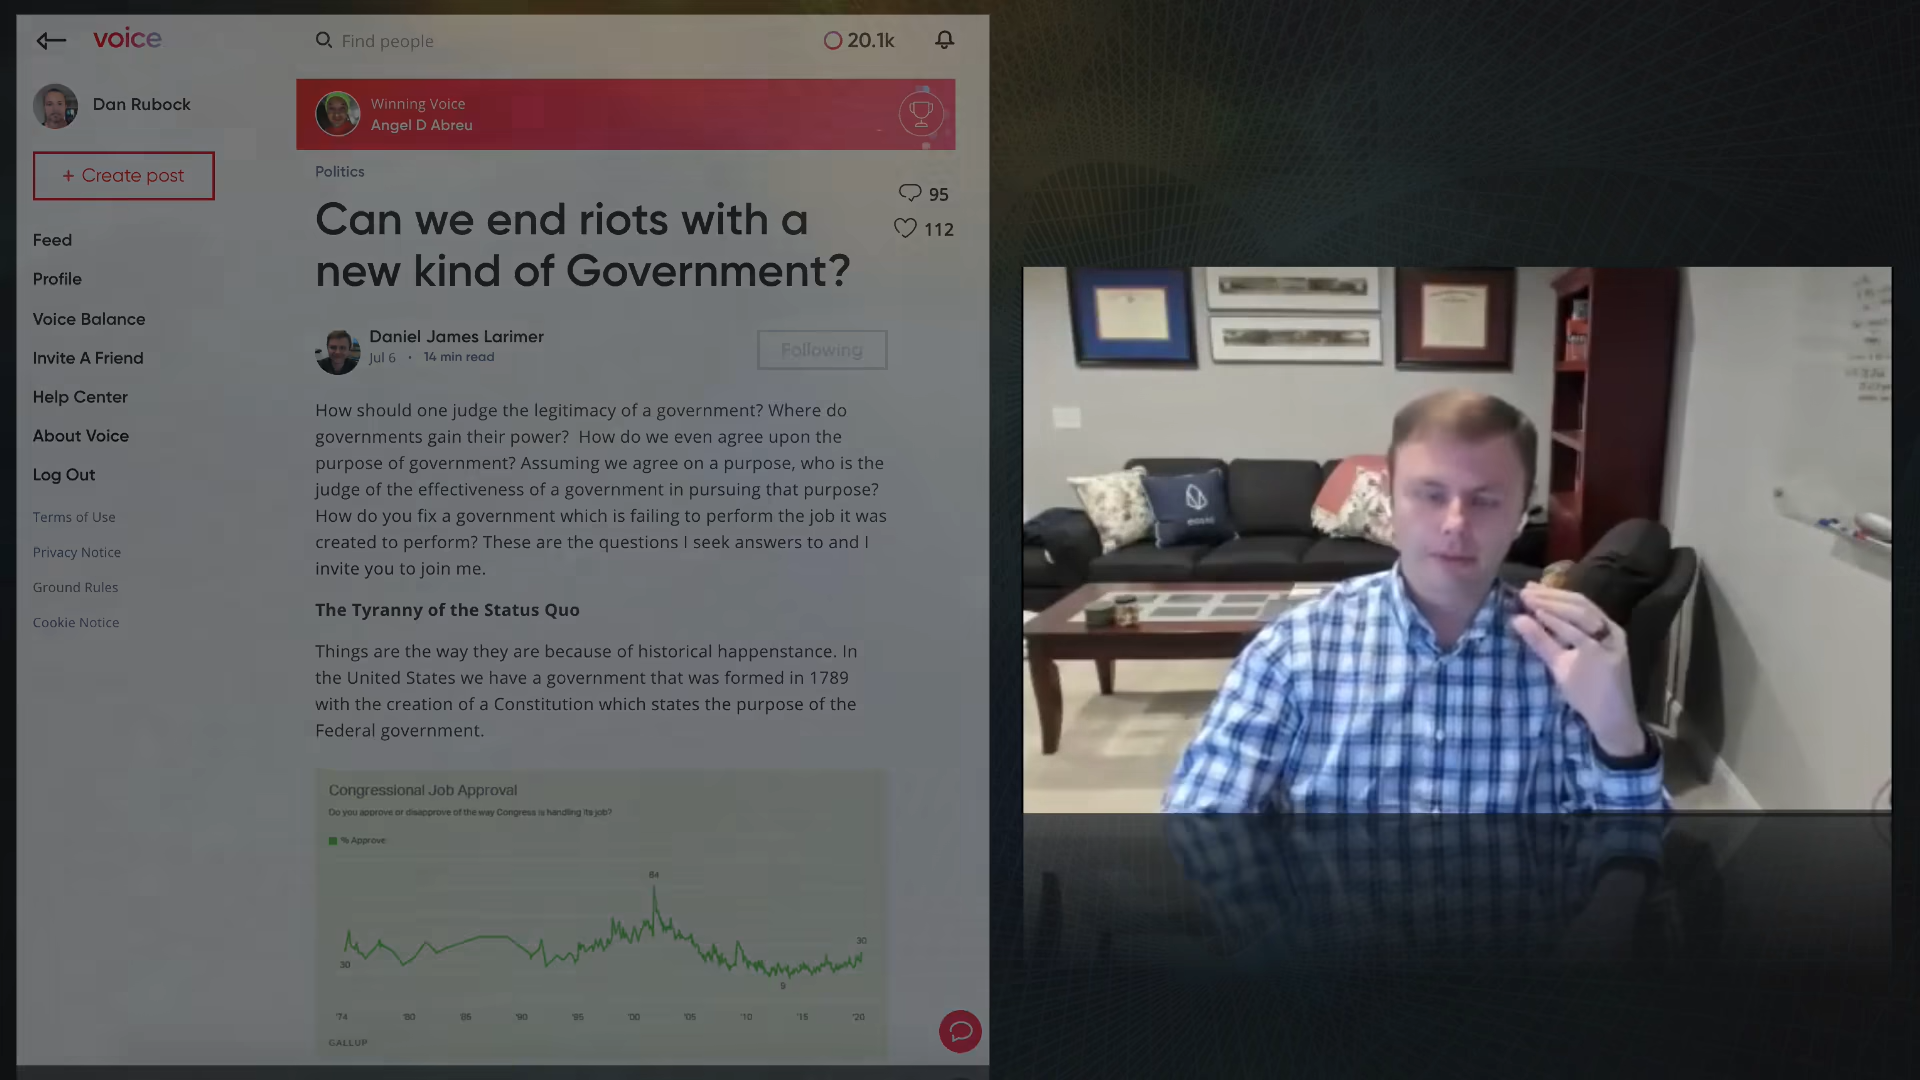 voice
Find people
20.1k
Dan Rubock
+ Create post
Feed
Profile
Voice Balance
Invite A Friend
Help Center
About Voice
Log Out
Terms of Use
Privacy Notice
Ground Rules
Cookie Notice
Winning Voice
Angel D Abreu
Politics
95
112
Can we end riots with a
new kind of Government?
Daniel James Larimer
Jul 6 • 14 min read
Following
How should one judge the legitimacy of a government? Where do
governments gain their power? How do we even agree upon the
purpose of government? Assuming we agree on a purpose, who is the
judge of the effectiveness of a government in pursuing that purpose?
How do you fix a government which is failing to perform the job it was
created to perform? These are the questions I seek answers to and I
invite you to join me.
The Tyranny of the Status Quo
Things are the way they are because of historical happenstance. In
the United States we have a government that was formed in 1789
with the creation of a Constitution which states the purpose of the
Federal government.
Congressional Job Approval
Do you approve or disapprove of the way Congress is handling its job?
% Approve
84
30
30
9
'74 '80 '85 '90 '95 '00 '05 '10 '15 '20
GALLUP